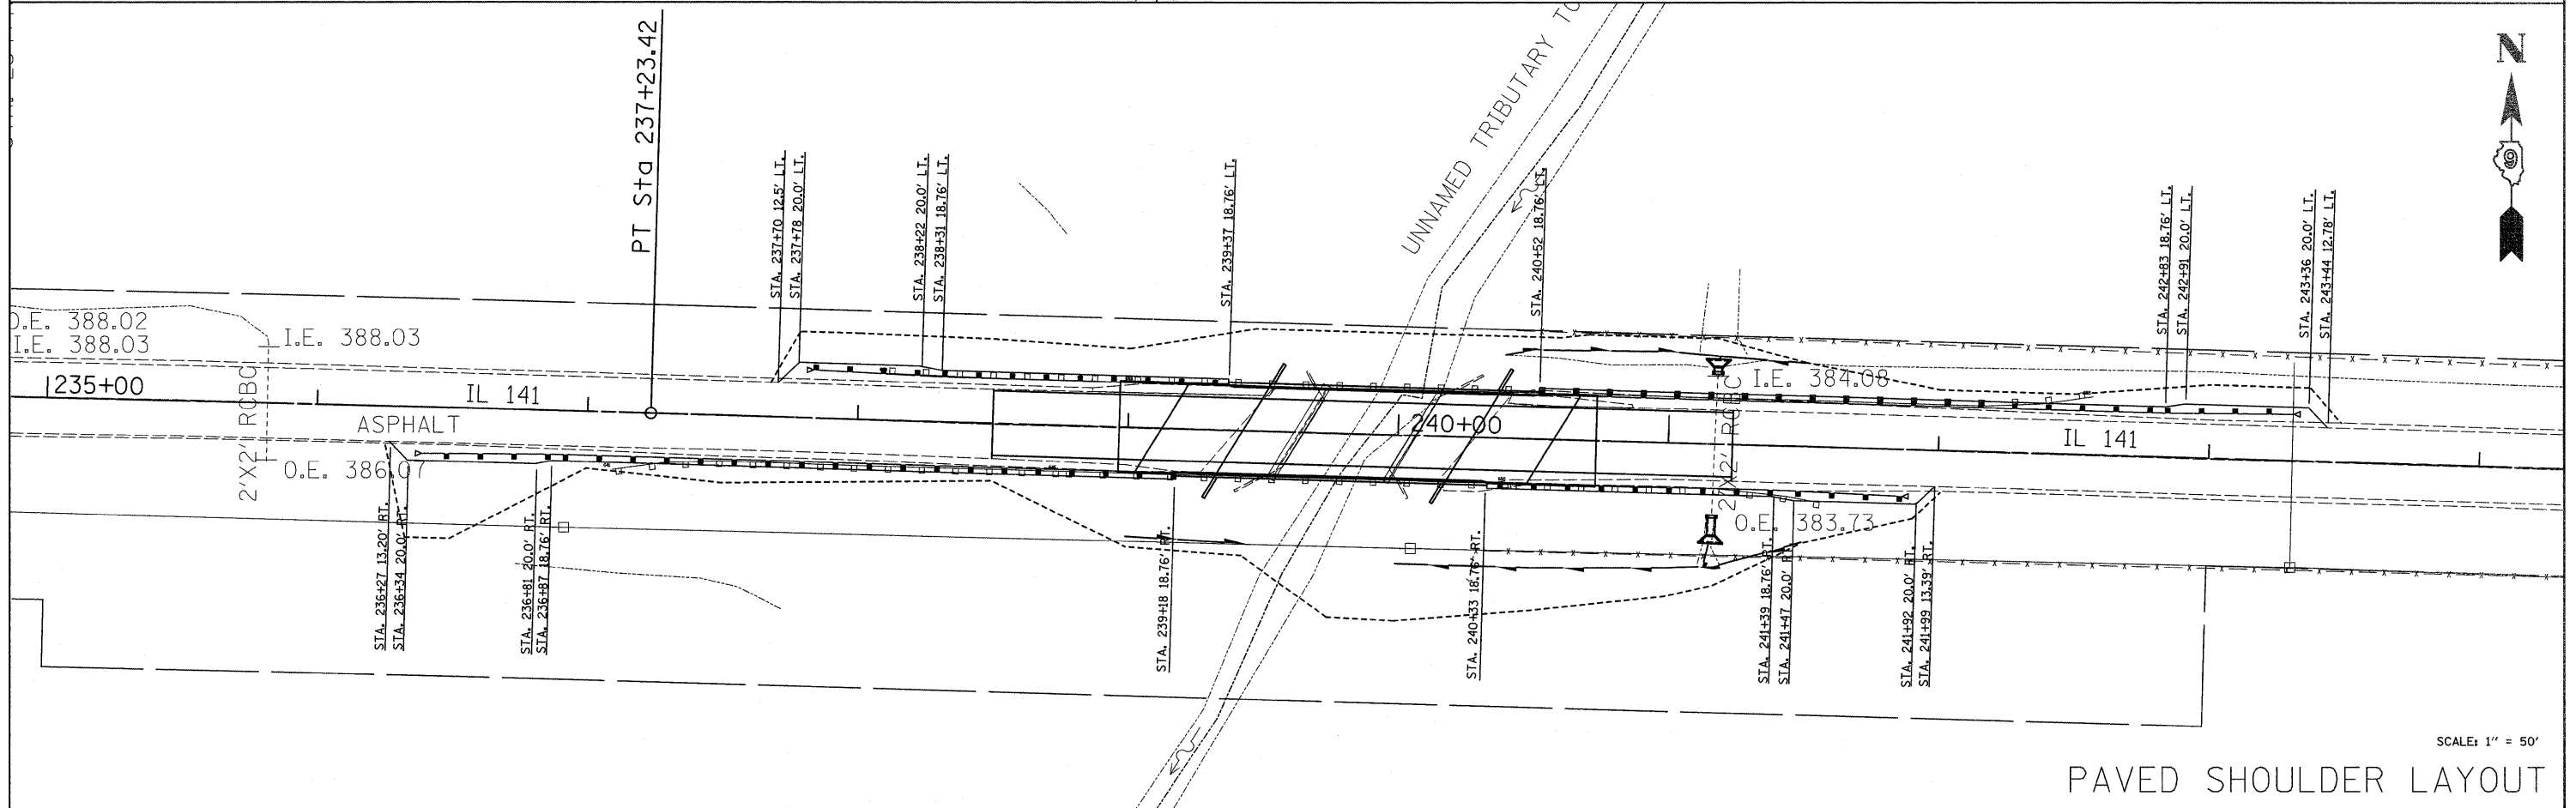 PT Sta 237+23.42
STA. 237+70 12.5' LT.
STA. 237+78 20.0' LT.
STA. 238+22 20.0' LT.
STA. 238+31 18.76' LT.
STA. 239+37 18.76' LT.
UNNAMED TRIBUTARY TO
STA. 240+52 18.76' LT.
STA. 242+83 18.76' LT.
STA. 242+91 20.0' LT.
STA. 243+36 20.0' LT.
STA. 243+44 12.78' LT.
N
O.E. 388.02
I.E. 388.03
I.E. 388.03
235+00
IL 141
ASPHALT
2'X2' RCBC
O.E. 386.07
240+00
I.E. 384.08
2'X2' RCBC
IL 141
O.E. 383.73
STA. 236+27 13.20' RT.
STA. 236+34 20.0' RT.
STA. 236+81 20.0' RT.
STA. 236+87 18.76' RT.
STA. 239+18 18.76' RT.
STA. 240+33 18.76' RT.
STA. 241+39 18.76' RT.
STA. 241+47 20.0' RT.
STA. 241+92 20.0' RT.
STA. 241+99 13.39' RT.
SCALE: 1" = 50'
PAVED SHOULDER LAYOUT